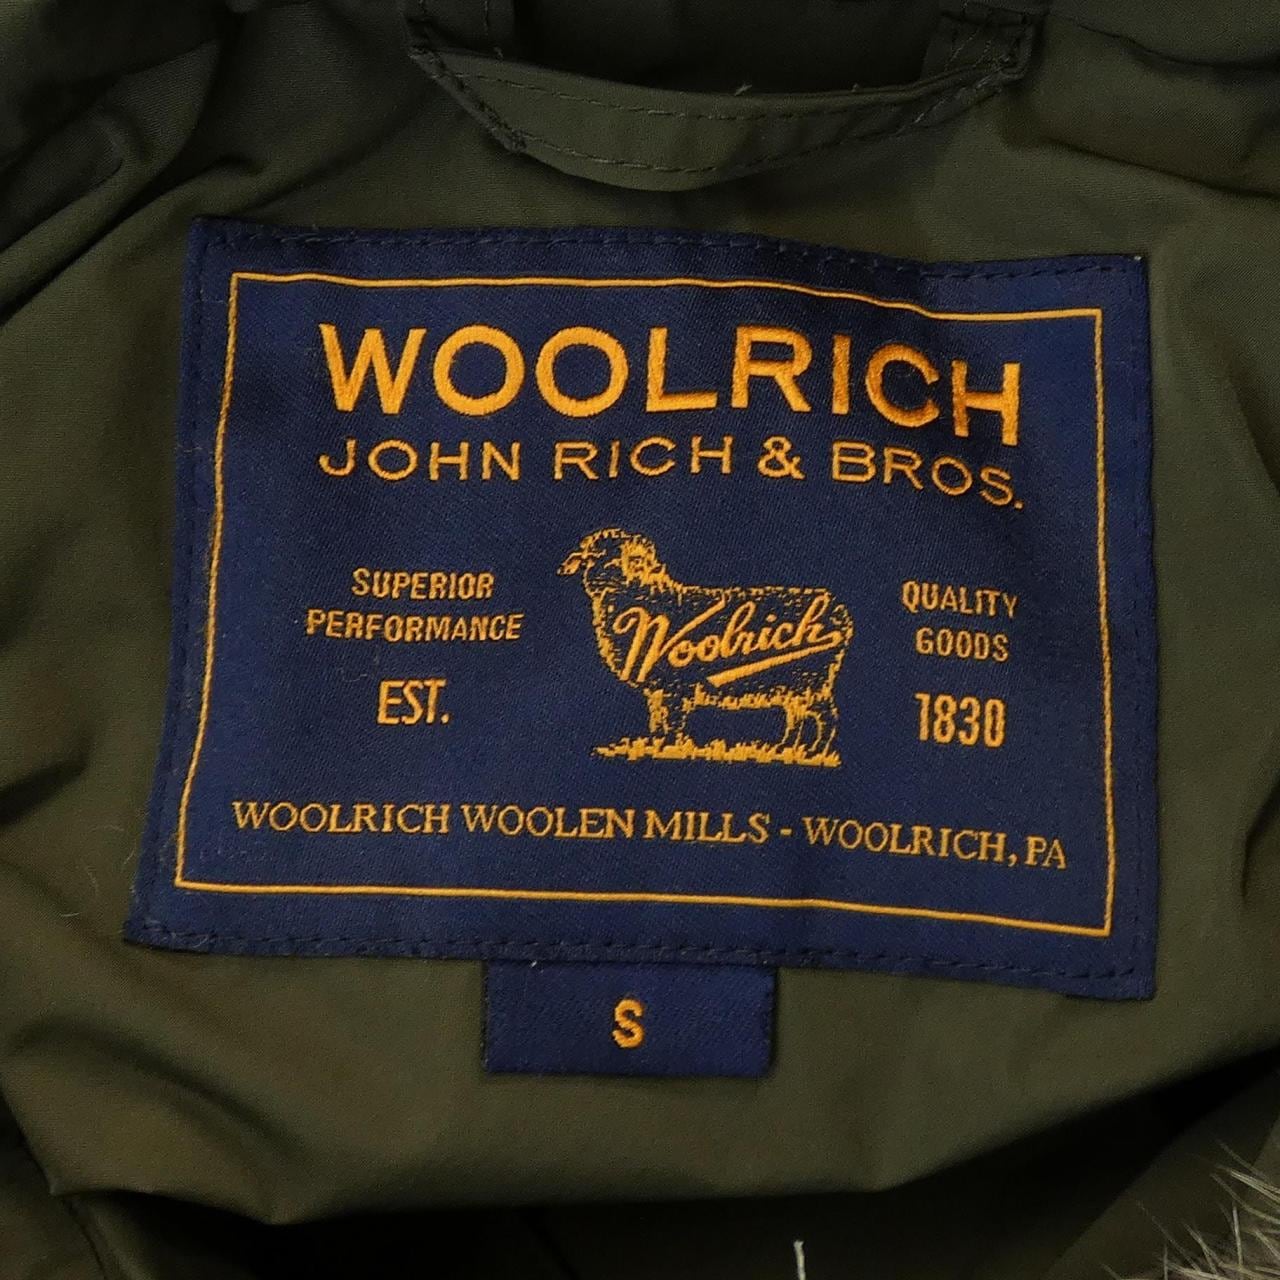 WOOLRICH
JOHN RICH & BROS.
SUPERIOR
PERFORMANCE
EST.
Woolrich
QUALITY
GOODS
1830
WOOLRICH WOOLEN MILLS - WOOLRICH, PA
S